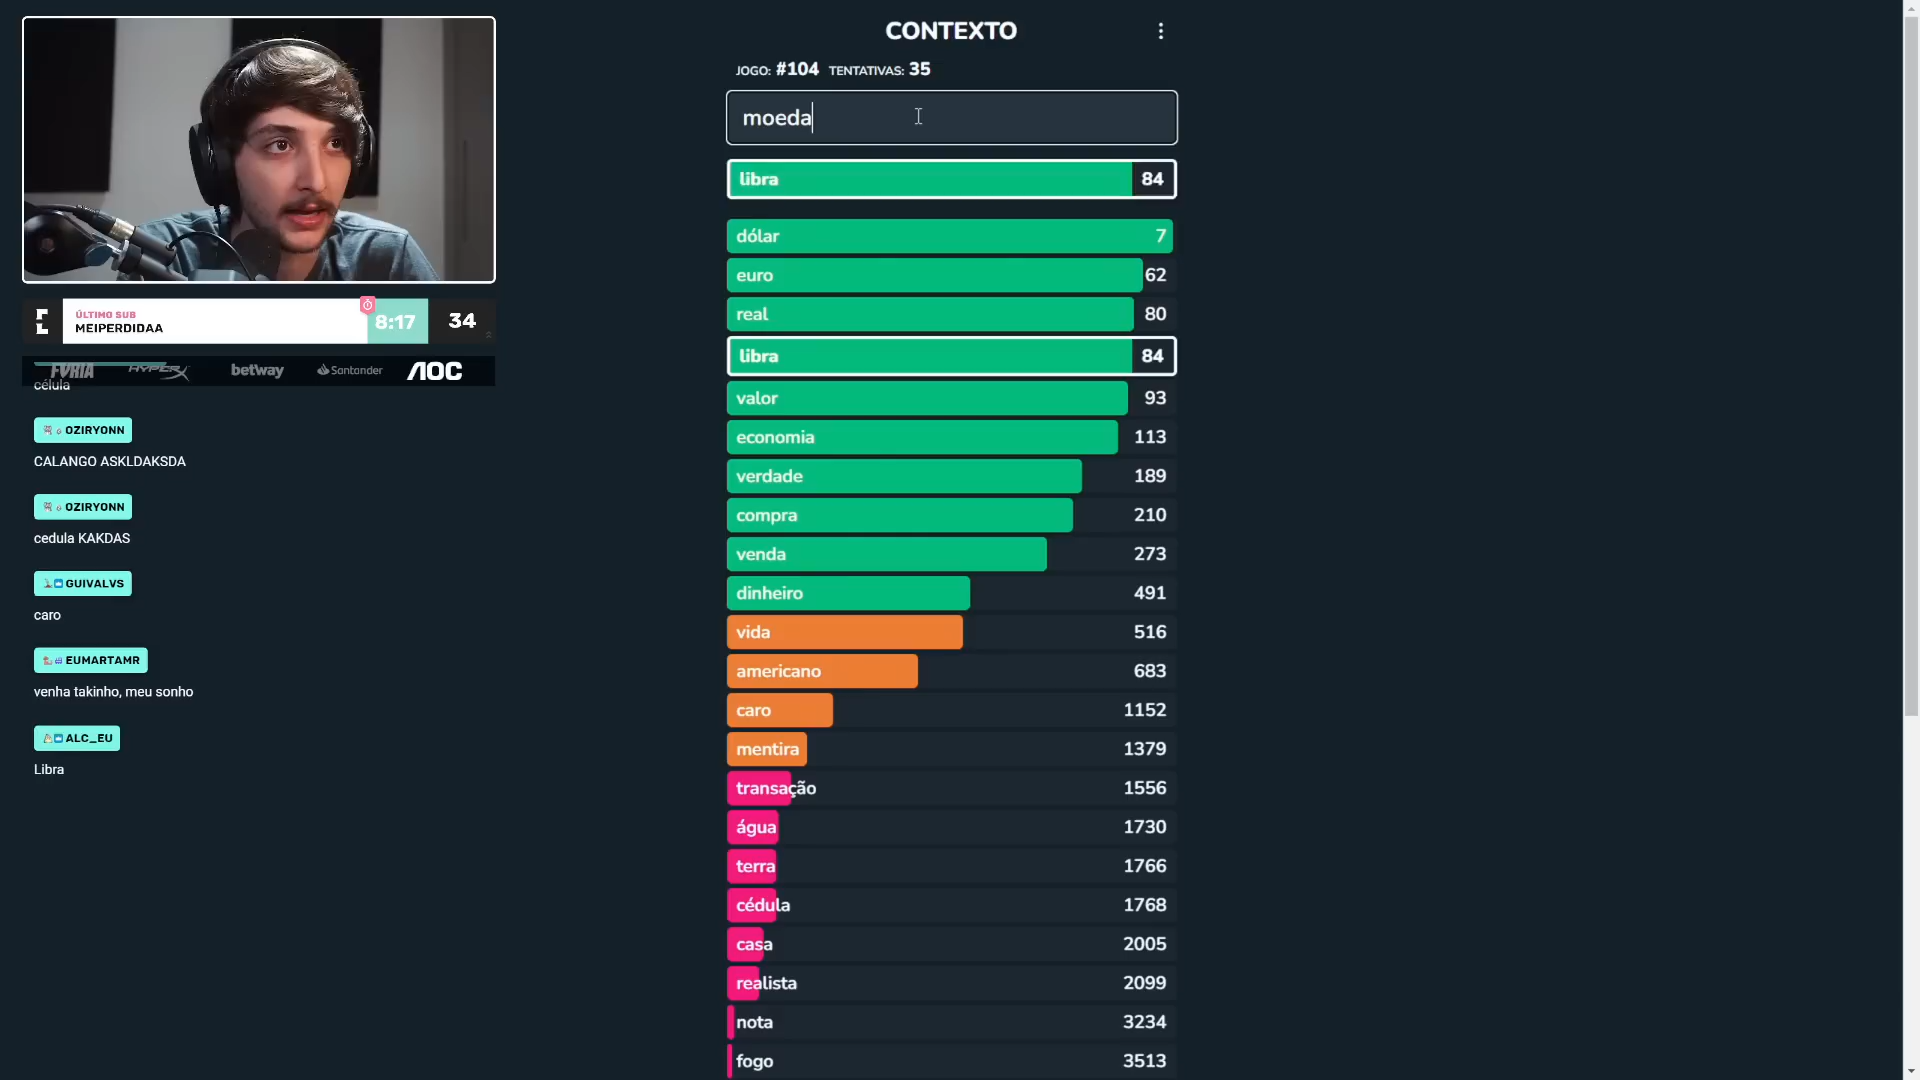 CONTEXTO
JOGO: #104 TENTATIVAS: 35
moeda
libra 84
dólar 7
euro 62
real 80
libra 84
valor 93
economia 113
verdade 189
compra 210
venda 273
dinheiro 491
vida 516
americano 683
caro 1152
mentira 1379
transação 1556
água 1730
terra 1766
cédula 1768
casa 2005
realista 2099
nota 3234
fogo 3513
ÚLTIMO SUB
MEIPERDIDAA
8:17
34
FURIA HYPERX betway Santander AOC
célula
OZIRYONN
CALANGO ASKLDAKSDA
OZIRYONN
cedula KAKDAS
GUIVALVS
caro
EUMARTAMR
venha takinho, meu sonho
ALC_EU
Libra